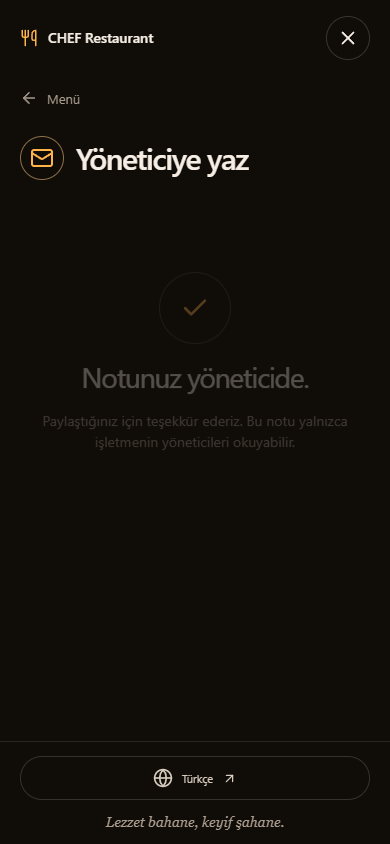 CHEF Restaurant
Menü
Yöneticiye yaz
Notunuz yöneticide.
Paylaştığınız için teşekkür ederiz. Bu notu yalnızca
işletmenin yöneticileri okuyabilir.
Türkçe
Lezzet bahane, keyif şahane.